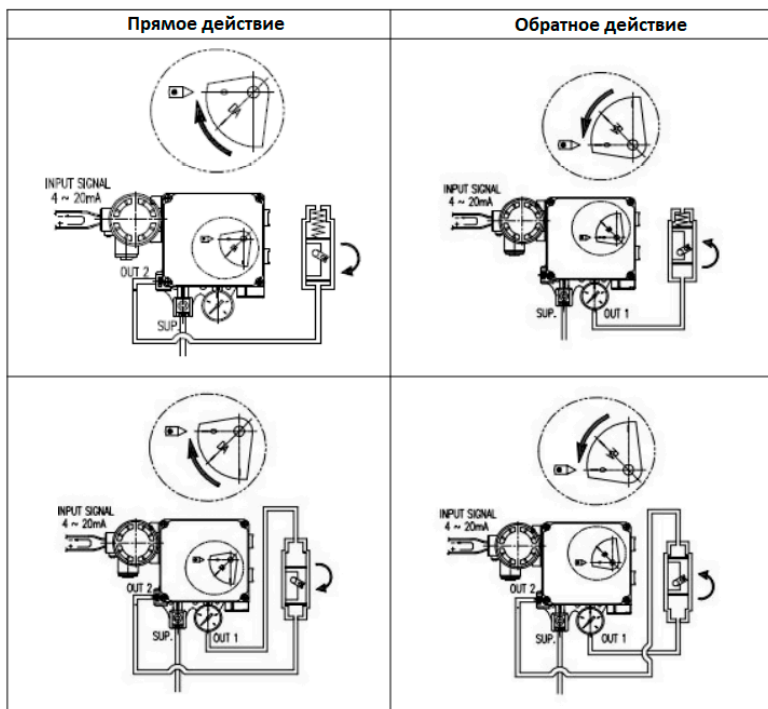 Прямое действие
Обратное действие
INPUT SIGNAL
4 ~ 20mA
OUT 2
SUP.
INPUT SIGNAL
4 ~ 20mA
SUP.
OUT 1
INPUT SIGNAL
4 ~ 20mA
OUT 2
SUP.
OUT 1
INPUT SIGNAL
4 ~ 20mA
OUT 2
SUP.
OUT 1